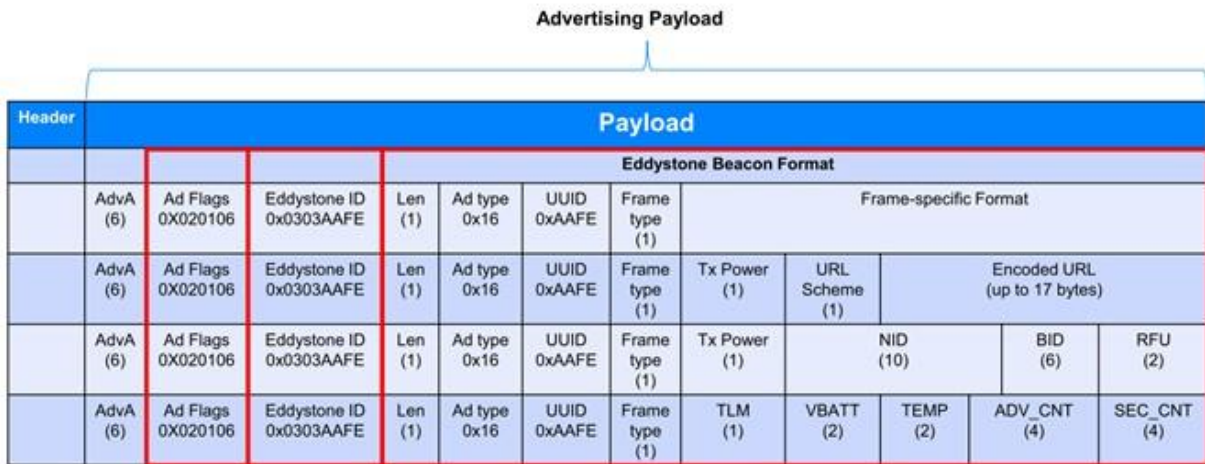 Advertising Payload
Header
Payload
Eddystone Beacon Format
AdvA
(6)
Ad Flags
0X020106
Eddystone ID
0x0303AAFE
Len
(1)
Ad type
0x16
UUID
0xAAFE
Frame
type
(1)
Frame-specific Format
AdvA
(6)
Ad Flags
0X020106
Eddystone ID
0x0303AAFE
Len
(1)
Ad type
0x16
UUID
0xAAFE
Frame
type
(1)
Tx Power
(1)
URL
Scheme
(1)
Encoded URL
(up to 17 bytes)
AdvA
(6)
Ad Flags
0X020106
Eddystone ID
0x0303AAFE
Len
(1)
Ad type
0x16
UUID
0xAAFE
Frame
type
(1)
Tx Power
(1)
NID
(10)
BID
(6)
RFU
(2)
AdvA
(6)
Ad Flags
0X020106
Eddystone ID
0x0303AAFE
Len
(1)
Ad type
0x16
UUID
0xAAFE
Frame
type
(1)
TLM
(1)
VBATT
(2)
TEMP
(2)
ADV_CNT
(4)
SEC_CNT
(4)